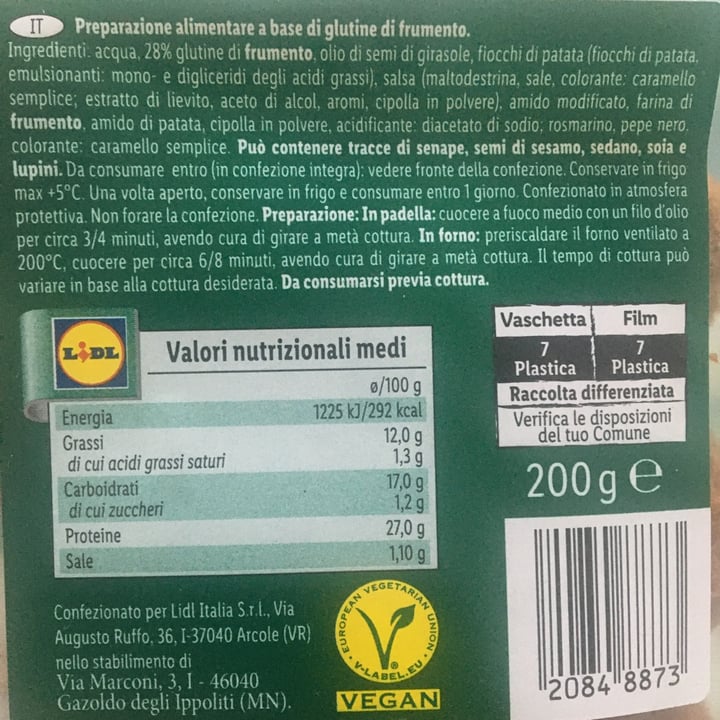 IT Preparazione alimentare a base di glutine di frumento.
Ingredienti: acqua, 28% glutine di frumento, olio di semi di girasole, fiocchi di patata (fiocchi di patata,
emulsionanti: mono- e digliceridi degli acidi grassi), salsa (maltodestrina, sale, colorante: caramello
semplice; estratto di lievito, aceto di alcol, aromi, cipolla in polvere), amido modificato, farina di
frumento, amido di patata, cipolla in polvere, acidificante: diacetato di sodio; rosmarino, pepe nero,
colorante: caramello semplice. Può contenere tracce di senape, semi di sesamo, sedano, soia e
lupini. Da consumare entro (in confezione integra): vedere fronte della confezione. Conservare in frigo
max +5°C. Una volta aperto, conservare in frigo e consumare entro 1 giorno. Confezionato in atmosfera
protettiva. Non forare la confezione. Preparazione: In padella: cuocere a fuoco medio con un filo d'olio
per circa 3/4 minuti, avendo cura di girare a metà cottura. In forno: preriscaldare il forno ventilato a
200°C, cuocere per circa 6/8 minuti, avendo cura di girare a metà cottura. Il tempo di cottura può
variare in base alla cottura desiderata. Da consumarsi previa cottura.
LIDL
Valori nutrizionali medi
ø/100 g
Energia 1225 kJ/292 kcal
Grassi 12,0 g
di cui acidi grassi saturi 1,3 g
Carboidrati 17,0 g
di cui zuccheri 1,2 g
Proteine 27,0 g
Sale 1,10 g
Vaschetta Film
7 7
Plastica Plastica
Raccolta differenziata
Verifica le disposizioni
del tuo Comune
200 g e
Confezionato per Lidl Italia S.r.l., Via
Augusto Ruffo, 36, I-37040 Arcole (VR)
nello stabilimento di
Via Marconi, 3, I - 46040
Gazoldo degli Ippoliti (MN).
EUROPEAN VEGETARIAN UNION
V-LABEL.EU
VEGAN
2084 8873